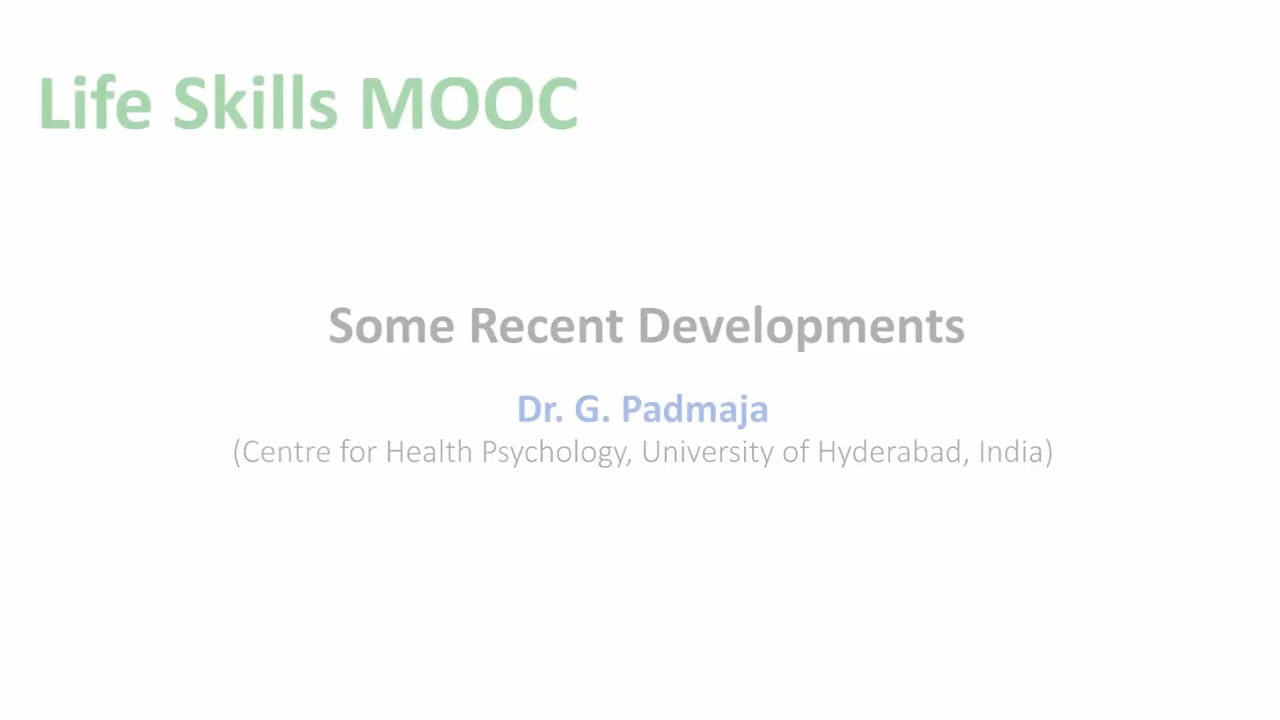 Life Skills MOOC
Some Recent Developments
Dr. G. Padmaja
(Centre for Health Psychology, University of Hyderabad, India)